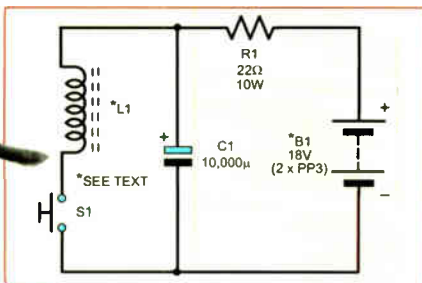 R1
22Ω
10W
*L1
+
+
C1
10,000µ
*B1
18V
(2 x PP3)
*SEE TEXT
S1
−